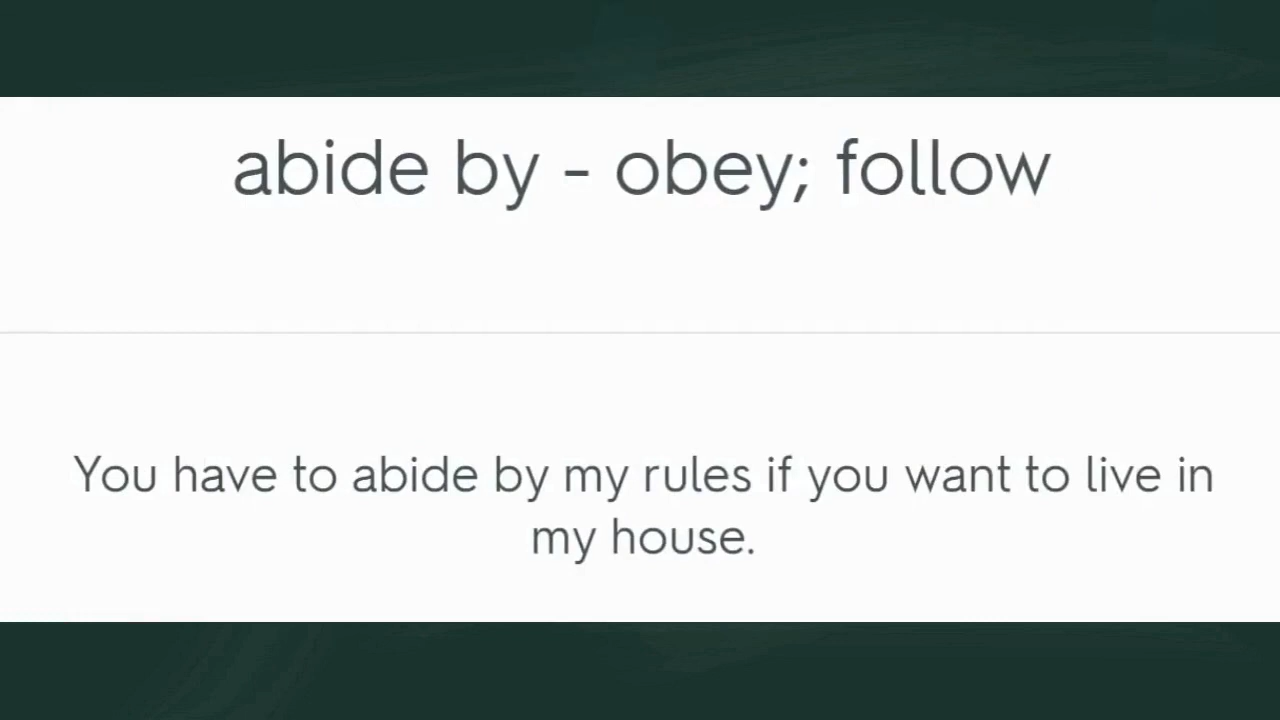 abide by - obey; follow
You have to abide by my rules if you want to live in
my house.